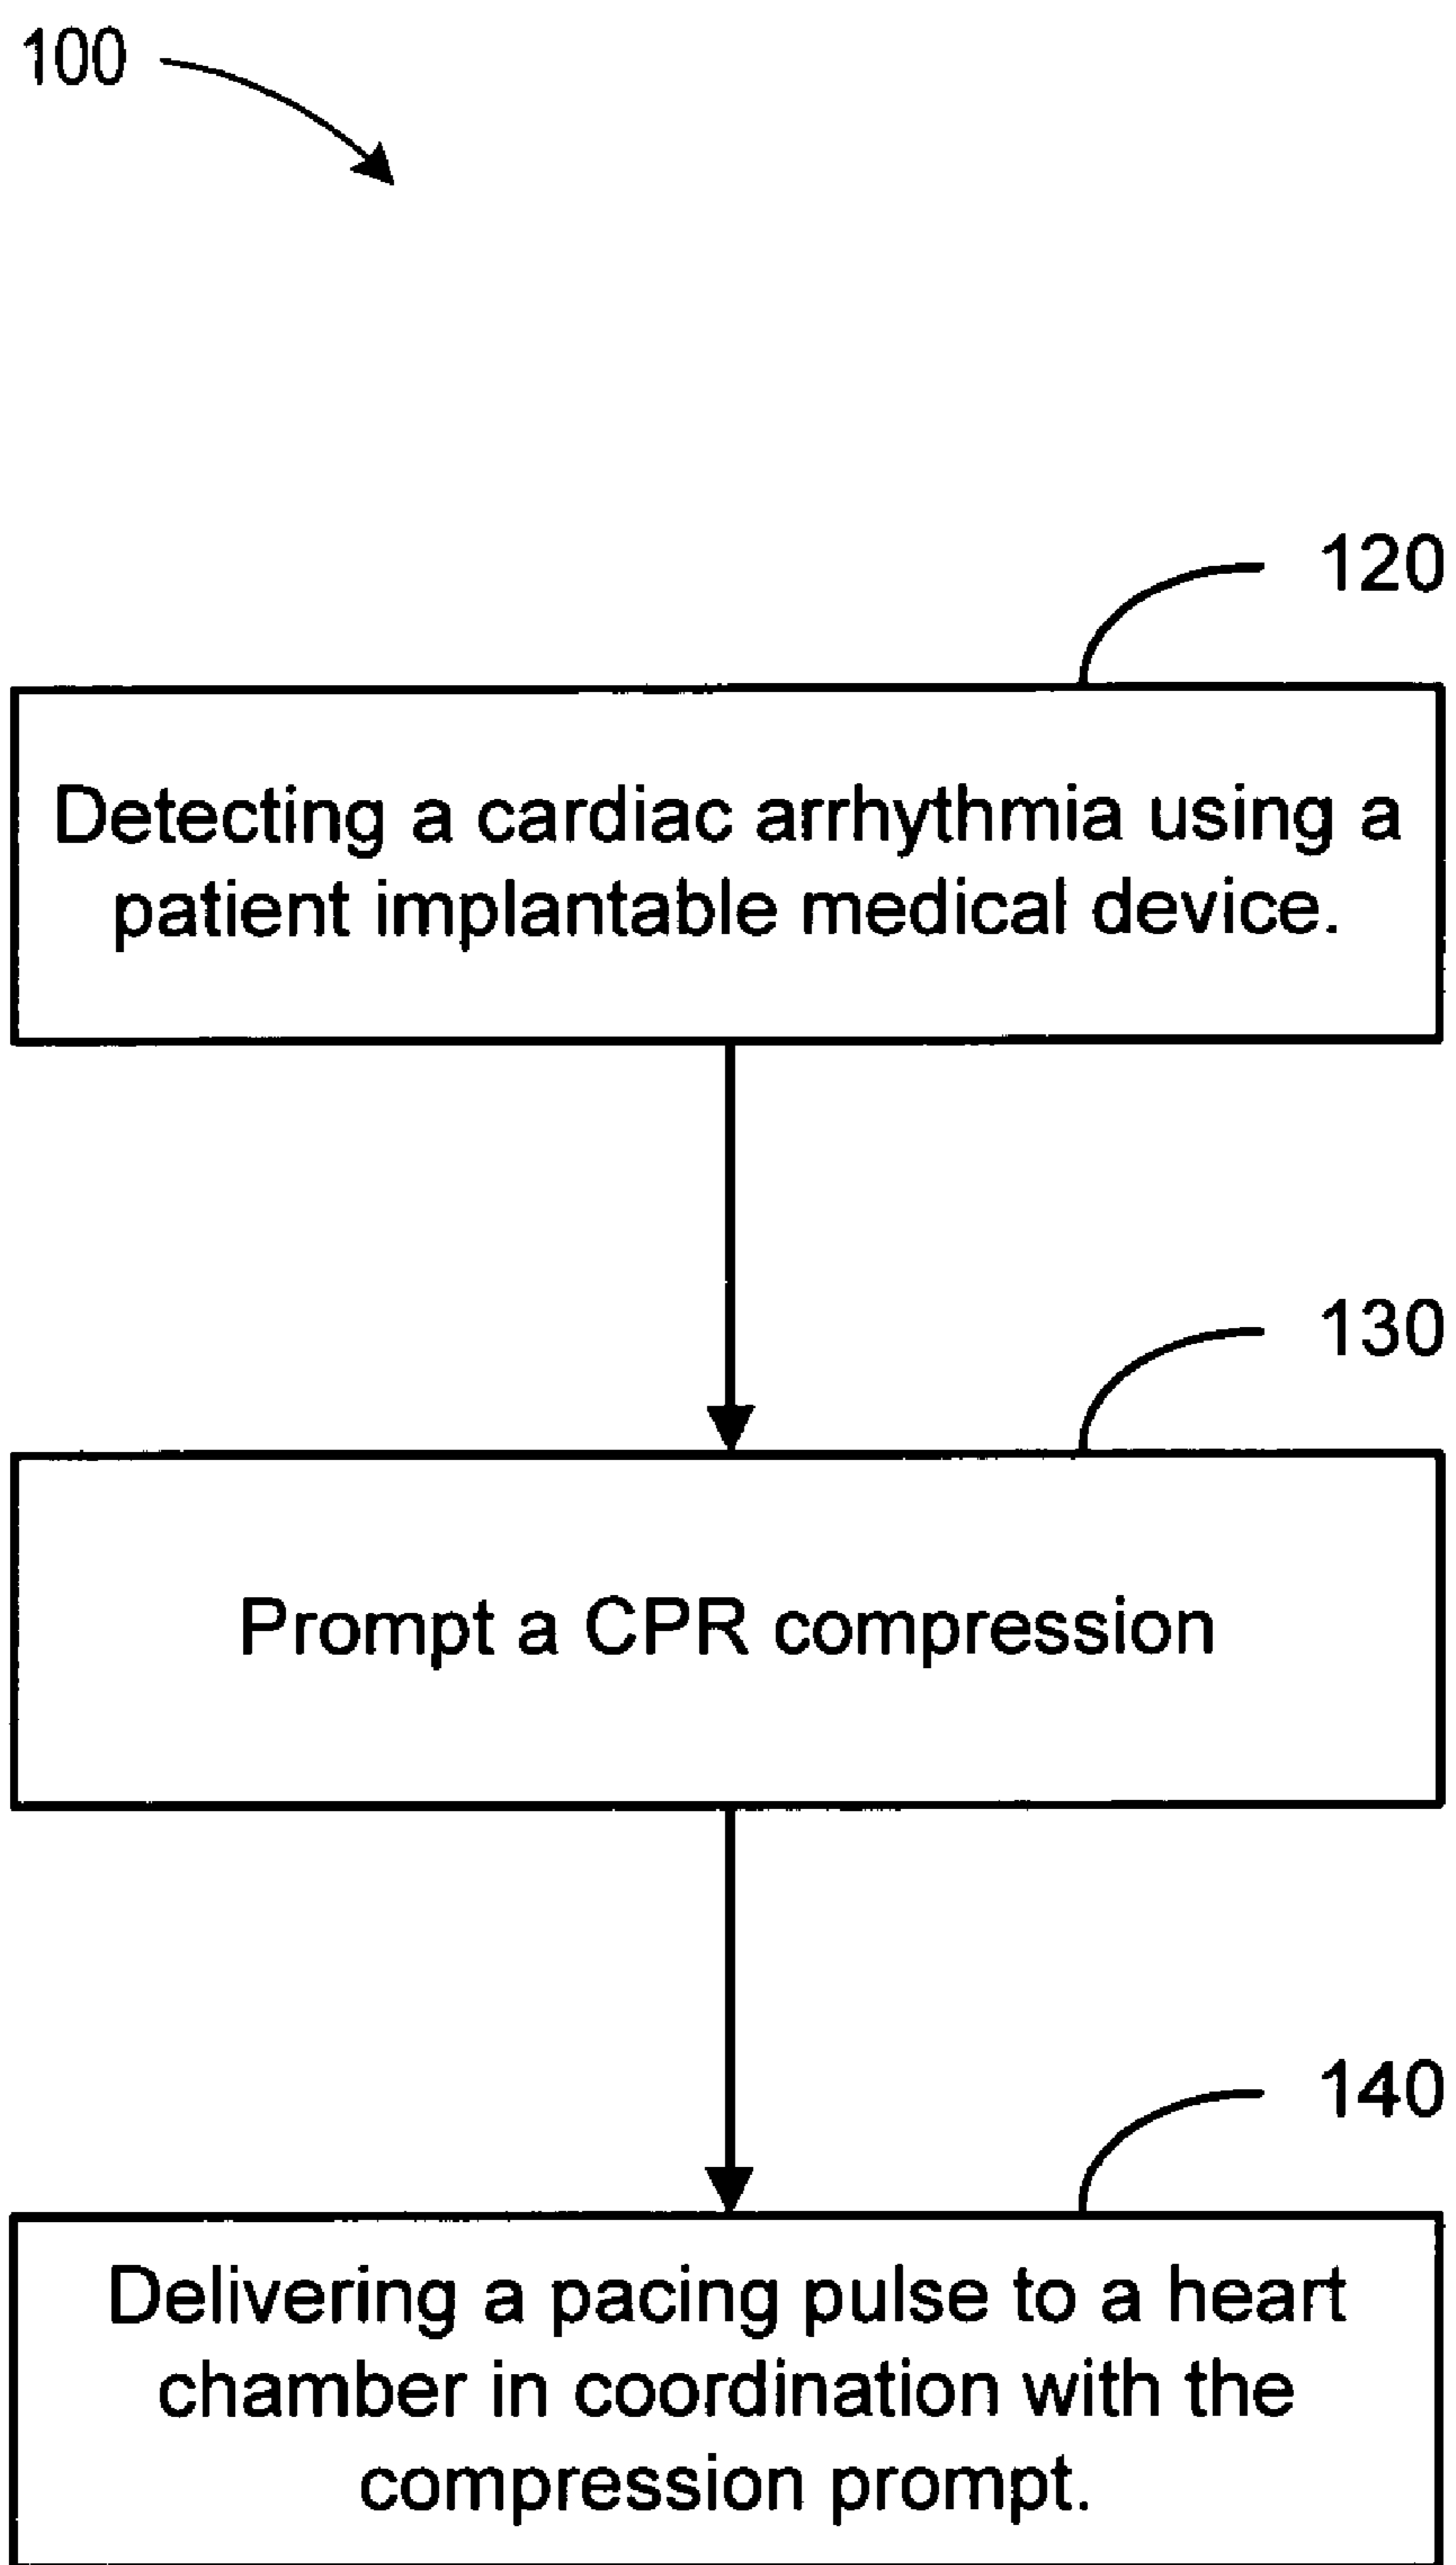 100
120
Detecting a cardiac arrhythmia using a
patient implantable medical device.
130
Prompt a CPR compression
140
Delivering a pacing pulse to a heart
chamber in coordination with the
compression prompt.